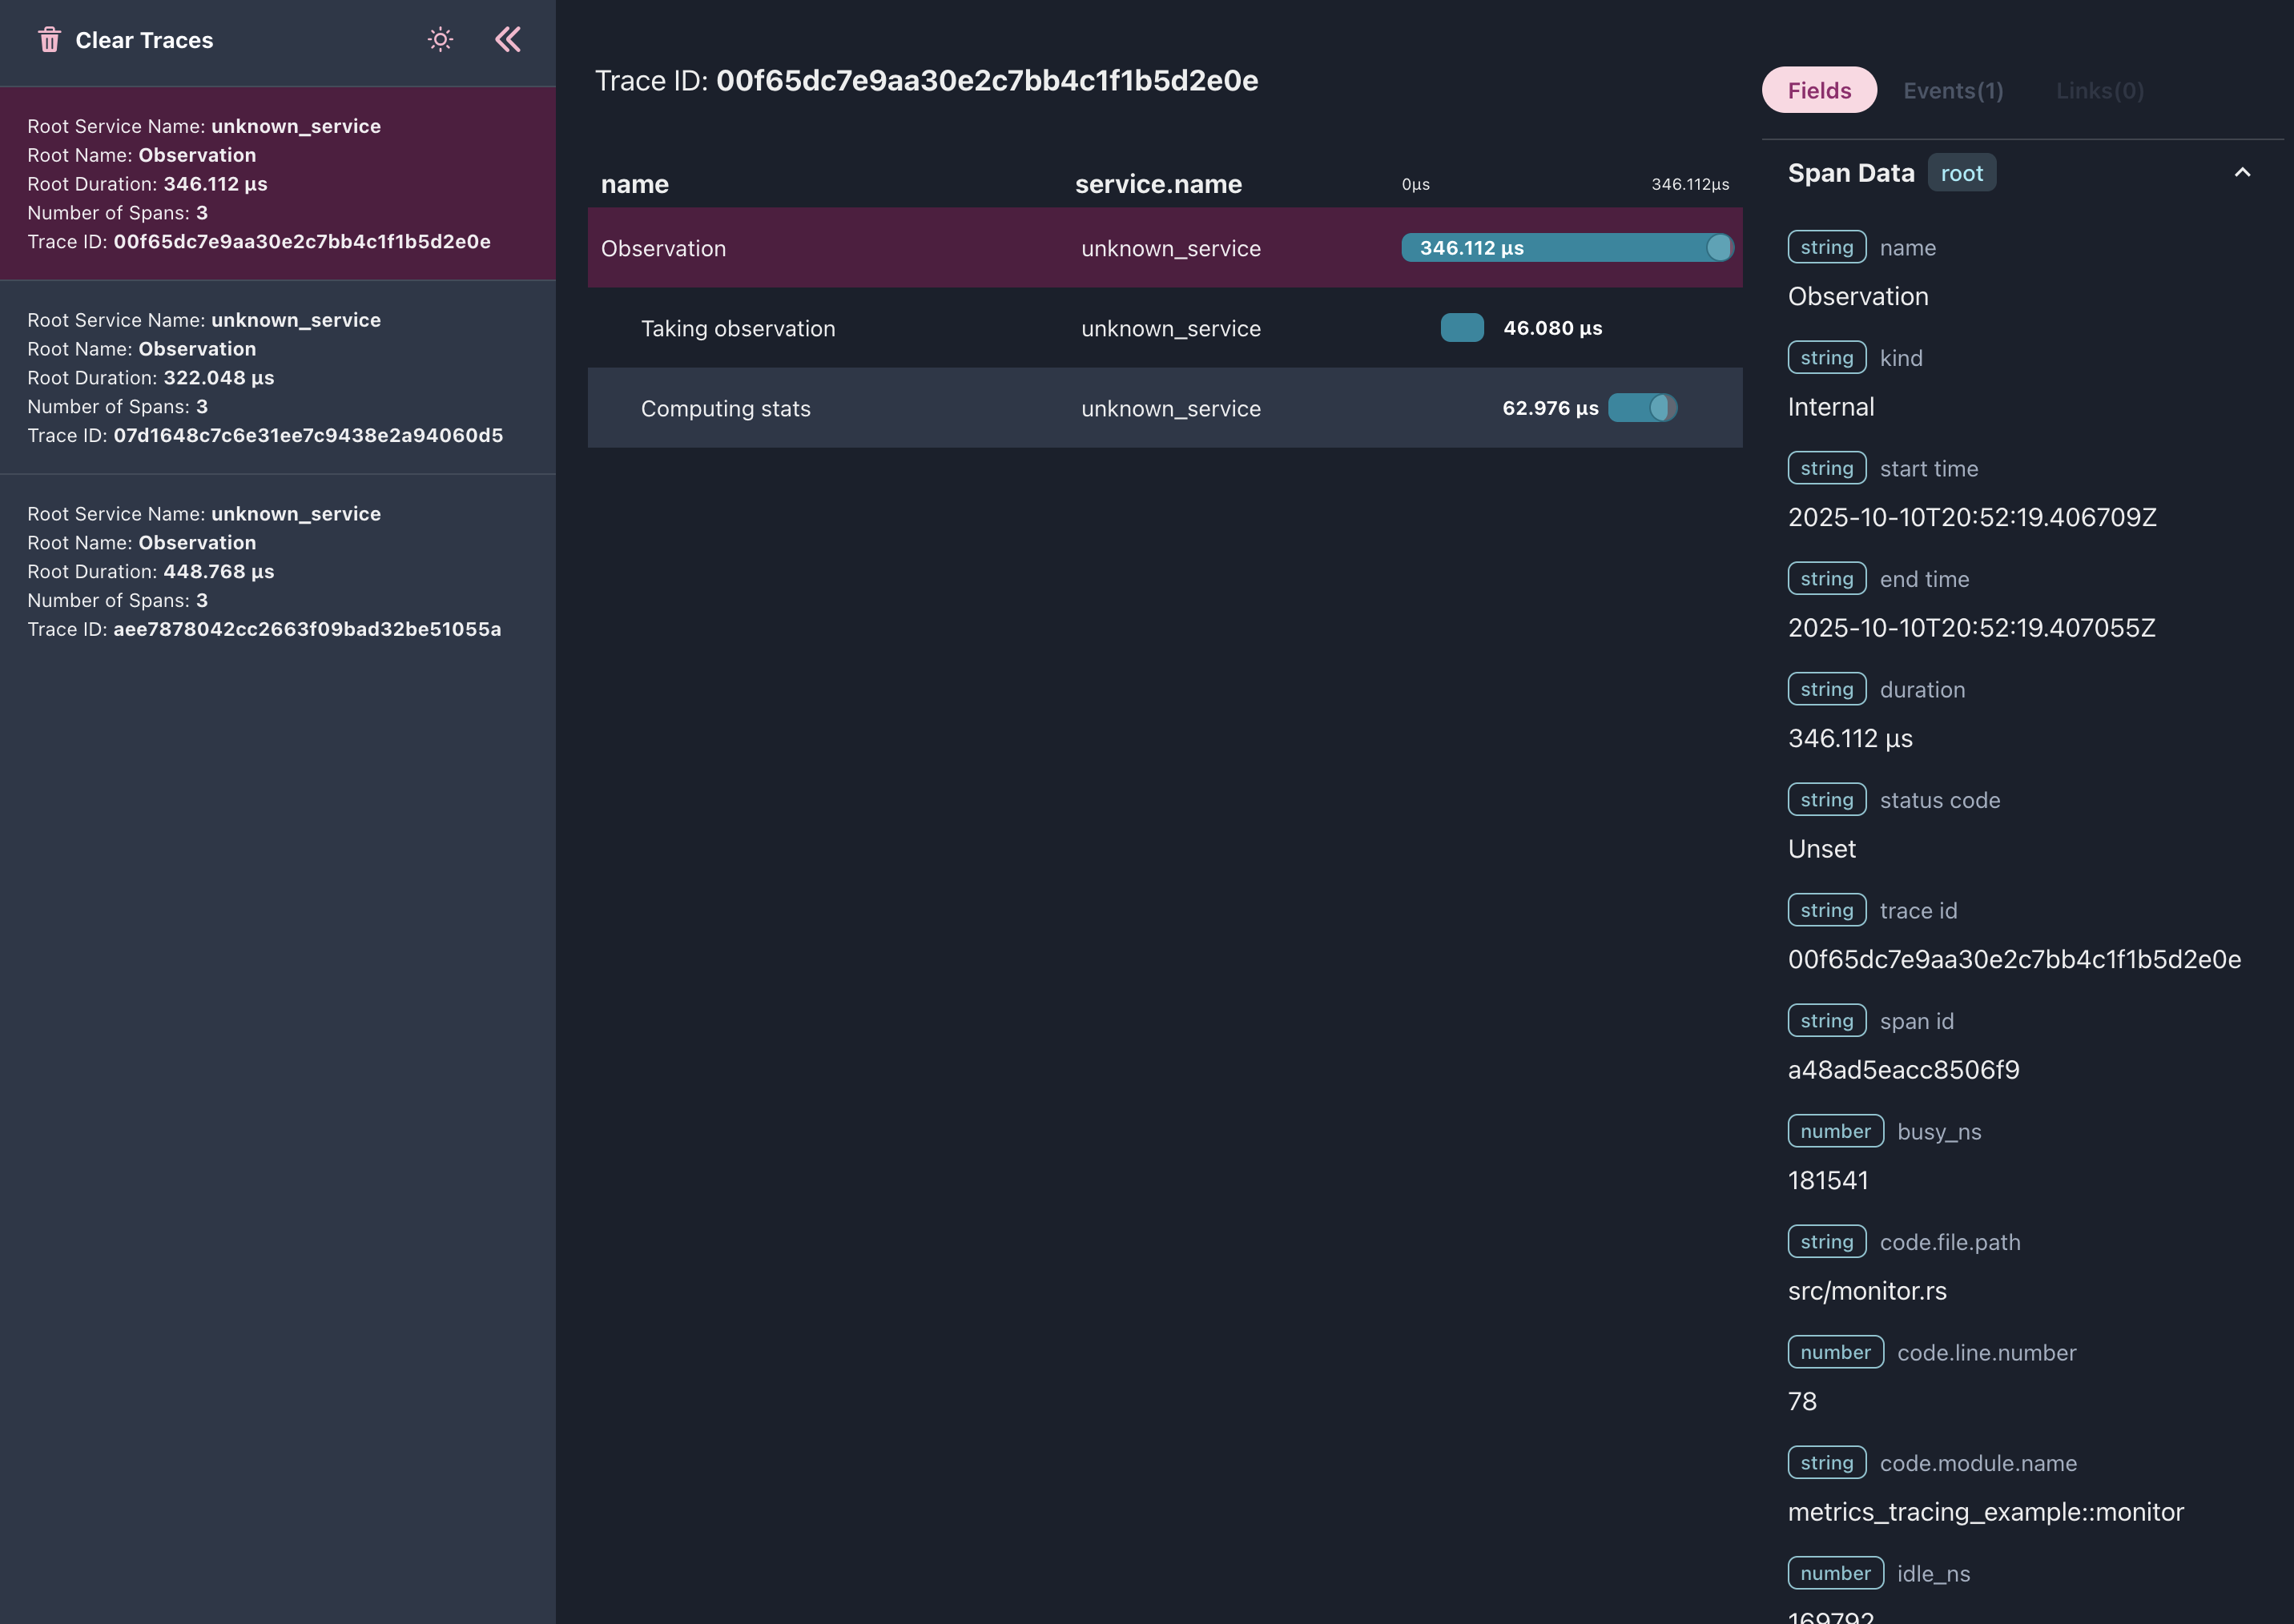 Clear Traces
Root Service Name: unknown_service
Root Name: Observation
Root Duration: 346.112 µs
Number of Spans: 3
Trace ID: 00f65dc7e9aa30e2c7bb4c1f1b5d2e0e
Root Service Name: unknown_service
Root Name: Observation
Root Duration: 322.048 µs
Number of Spans: 3
Trace ID: 07d1648c7c6e31ee7c9438e2a94060d5
Root Service Name: unknown_service
Root Name: Observation
Root Duration: 448.768 µs
Number of Spans: 3
Trace ID: aee7878042cc2663f09bad32be51055a
Trace ID: 00f65dc7e9aa30e2c7bb4c1f1b5d2e0e
name service.name 0µs 346.112µs
Observation unknown_service 346.112 µs
Taking observation unknown_service 46.080 µs
Computing stats unknown_service 62.976 µs
Fields Events(1) Links(0)
Span Data root
string name
Observation
string kind
Internal
string start time
2025-10-10T20:52:19.406709Z
string end time
2025-10-10T20:52:19.407055Z
string duration
346.112 µs
string status code
Unset
string trace id
00f65dc7e9aa30e2c7bb4c1f1b5d2e0e
string span id
a48ad5eacc8506f9
number busy_ns
181541
string code.file.path
src/monitor.rs
number code.line.number
78
string code.module.name
metrics_tracing_example::monitor
number idle_ns
169792